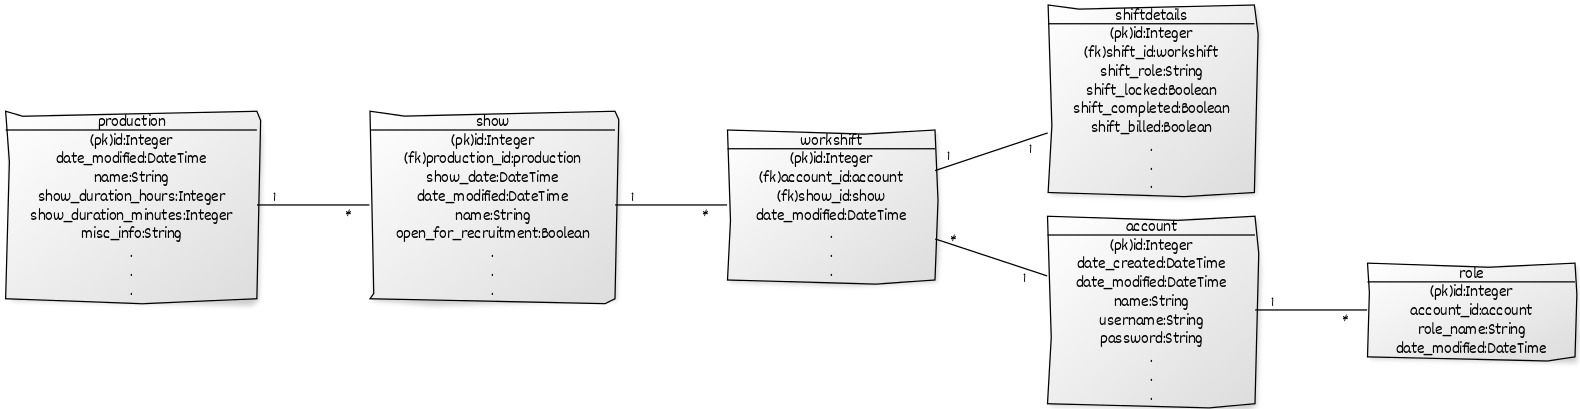 production
(pk)id:Integer
date_modified:DateTime
name:String
show_duration_hours:Integer
show_duration_minutes:Integer
misc_info:String
.
.
.
1
*
show
(pk)id:Integer
(fk)production_id:production
show_date:DateTime
date_modified:DateTime
name:String
open_for_recruitment:Boolean
.
.
.
1
*
workshift
(pk)id:Integer
(fk)account_id:account
(fk)show_id:show
date_modified:DateTime
.
.
.
1
1
*
1
shiftdetails
(pk)id:Integer
(fk)shift_id:workshift
shift_role:String
shift_locked:Boolean
shift_completed:Boolean
shift_billed:Boolean
.
.
.
account
(pk)id:Integer
date_created:DateTime
date_modified:DateTime
name:String
username:String
password:String
.
.
.
1
*
role
(pk)id:Integer
account_id:account
role_name:String
date_modified:DateTime